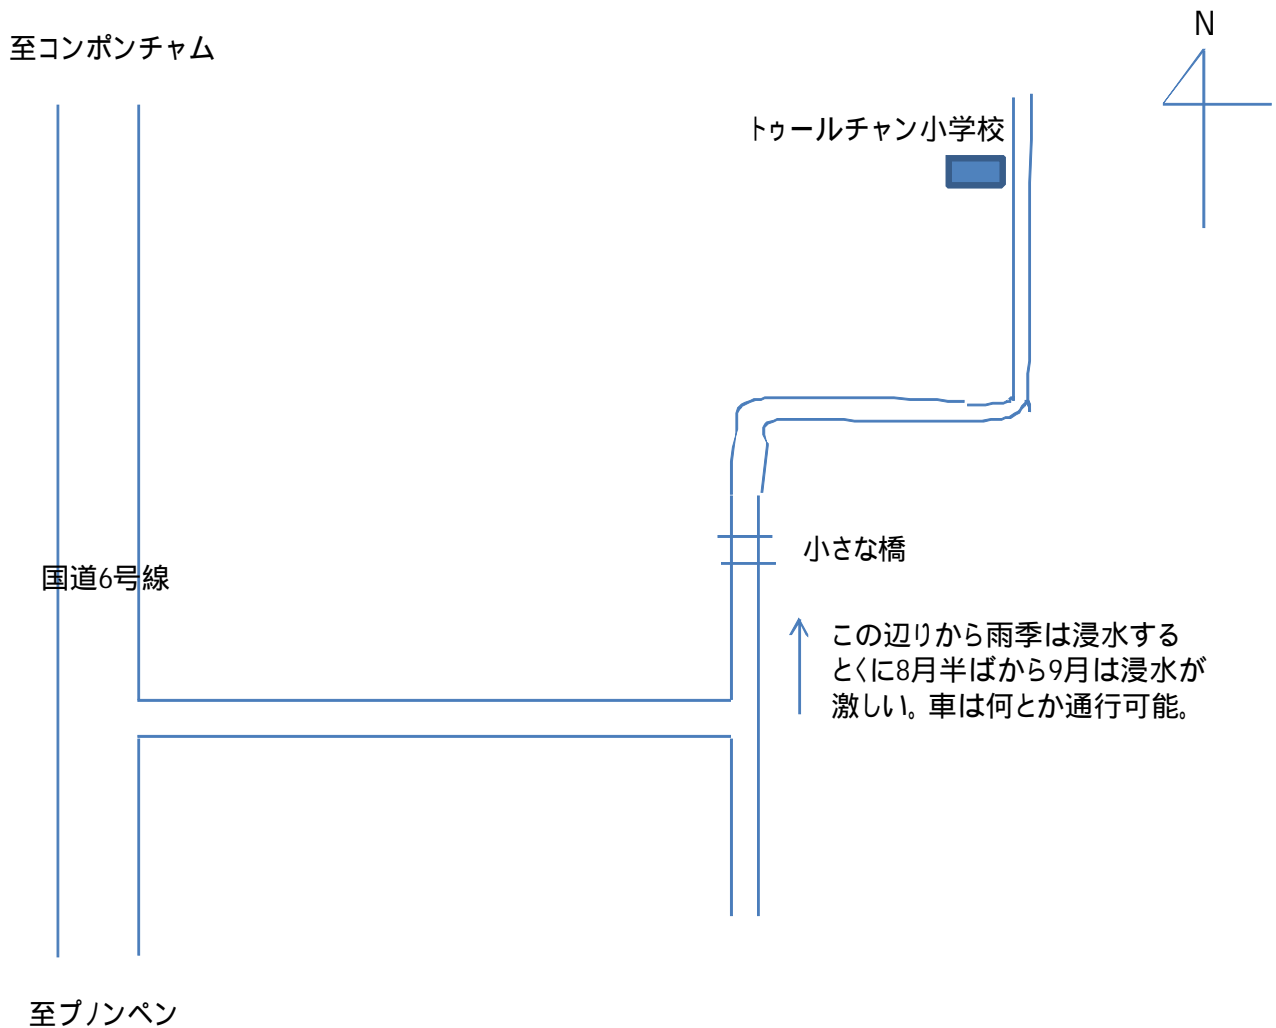 N
至コンポンチャム
トゥールチャン小学校
小さな橋
国道6号線
この辺りから雨季は浸水する
とくに8月半ばから9月は浸水が
激しい。車は何とか通行可能。
至プノンペン